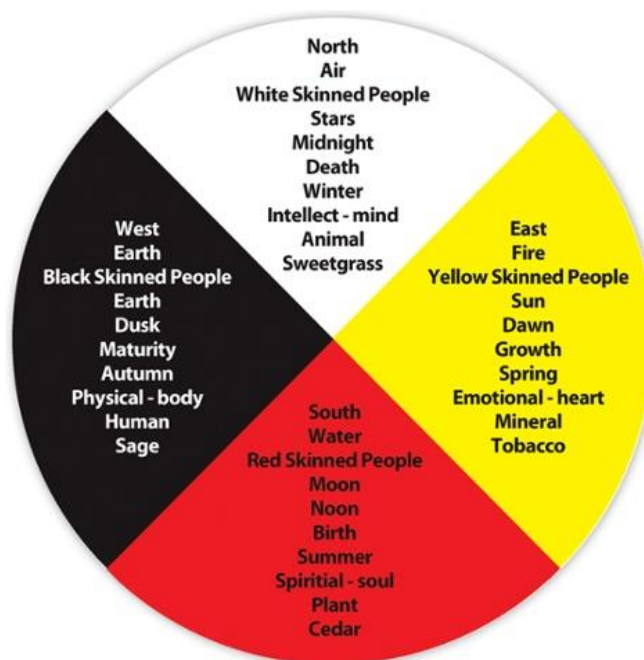 North
Air
White Skinned People
Stars
Midnight
Death
Winter
Intellect - mind
Animal
Sweetgrass
West
Earth
Black Skinned People
Earth
Dusk
Maturity
Autumn
Physical - body
Human
Sage
East
Fire
Yellow Skinned People
Sun
Dawn
Growth
Spring
Emotional - heart
Mineral
Tobacco
South
Water
Red Skinned People
Moon
Noon
Birth
Summer
Spiritial - soul
Plant
Cedar